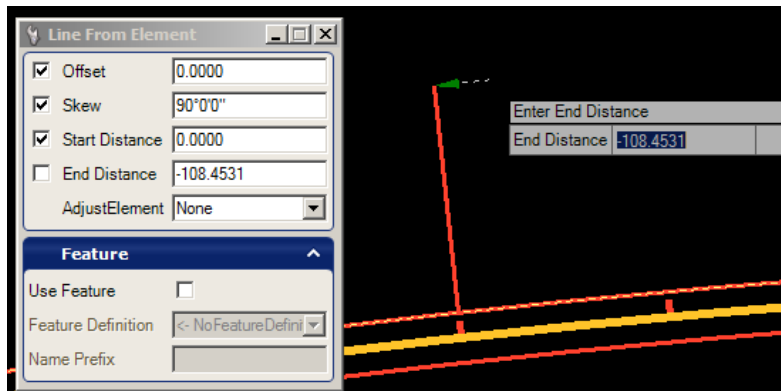 Line From Element
Offset 0.0000
Skew 90°0'0"
Start Distance 0.0000
End Distance -108.4531
AdjustElement None
Feature
Use Feature
Feature Definition <- NoFeatureDefini
Name Prefix
Enter End Distance
End Distance -108.4531